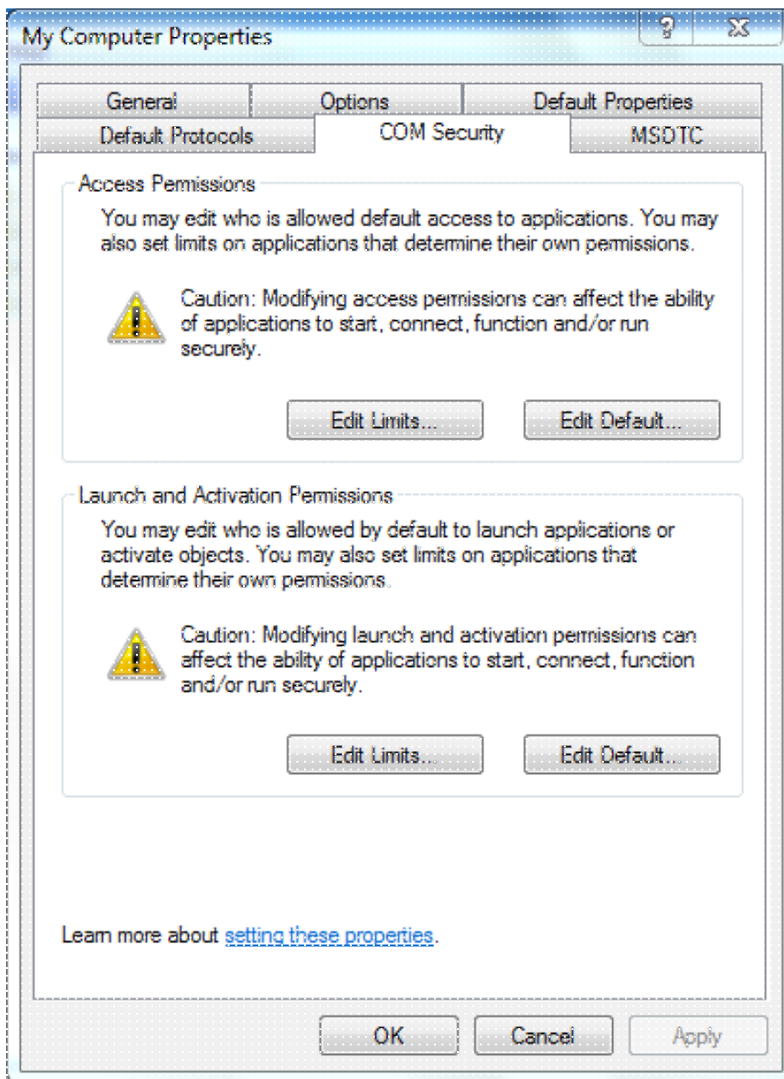 My Computer Properties
General
Options
Default Properties
Default Protocols
COM Security
MSDTC
Access Permissions
You may edit who is allowed default access to applications. You may
also set limits on applications that determine their own permissions.
Caution: Modifying access permissions can affect the ability
of applications to start, connect, function and/or run
securely.
Edit Limits...
Edit Default...
Launch and Activation Permissions
You may edit who is allowed by default to launch applications or
activate objects. You may also set limits on applications that
determine their own permissions.
Caution: Modifying launch and activation permissions can
affect the ability of applications to start, connect, function
and/or run securely.
Edit Limits...
Edit Default...
Learn more about setting these properties.
OK
Cancel
Apply